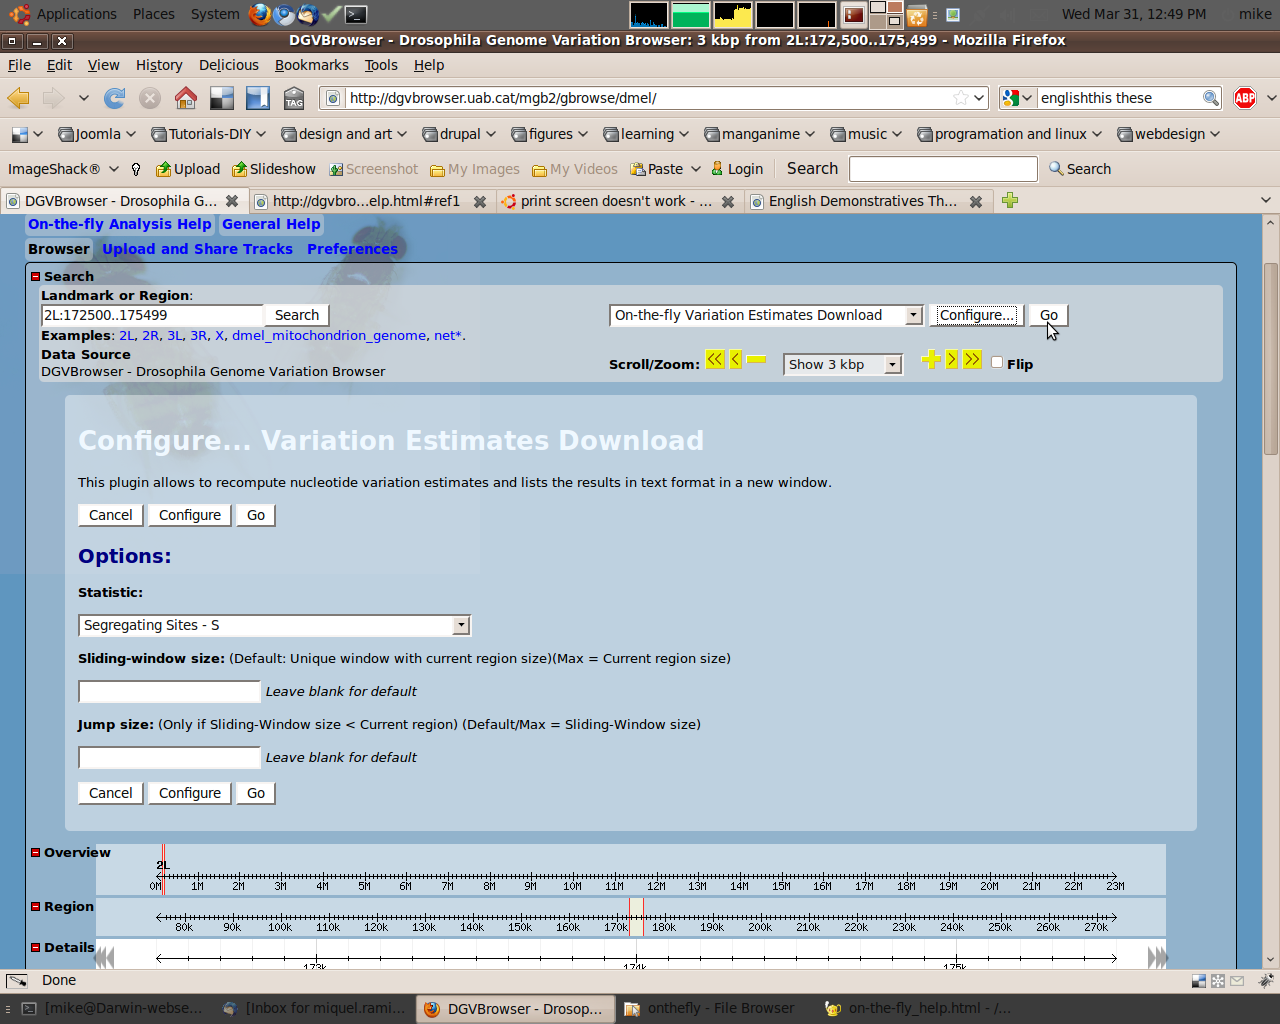 Applications Places System Wed Mar 31, 12:49 PM mike
DGVBrowser - Drosophila Genome Variation Browser: 3 kbp from 2L:172,500..175,499 - Mozilla Firefox
File Edit View History Delicious Bookmarks Tools Help
TAG http://dgvbrowser.uab.cat/mgb2/gbrowse/dmel/ englishthis these ABP
Joomla Tutorials-DIY design and art drupal figures learning manganime music programation and linux webdesign
ImageShack® Upload Slideshow Screenshot My Images My Videos Paste Login Search Search
DGVBrowser - Drosophila G... http://dgvbro...elp.html#ref1 print screen doesn't work - ... English Demonstratives Th...
On-the-fly Analysis Help General Help
Browser Upload and Share Tracks Preferences
Search
Landmark or Region:
2L:172500..175499 Search On-the-fly Variation Estimates Download Configure... Go
Examples: 2L, 2R, 3L, 3R, X, dmel_mitochondrion_genome, net*.
Data Source
DGVBrowser - Drosophila Genome Variation Browser Scroll/Zoom: << < Show 3 kbp > >> Flip
Configure... Variation Estimates Download
This plugin allows to recompute nucleotide variation estimates and lists the results in text format in a new window.
Cancel Configure Go
Options:
Statistic:
Segregating Sites - S
Sliding-window size: (Default: Unique window with current region size)(Max = Current region size)
Leave blank for default
Jump size: (Only if Sliding-Window size < Current region) (Default/Max = Sliding-Window size)
Leave blank for default
Cancel Configure Go
Overview
2L
0M 1M 2M 3M 4M 5M 6M 7M 8M 9M 10M 11M 12M 13M 14M 15M 16M 17M 18M 19M 20M 21M 22M 23M
Region
80k 90k 100k 110k 120k 130k 140k 150k 160k 170k 180k 190k 200k 210k 220k 230k 240k 250k 260k 270k
Details
173k 174k 175k
Done
[mike@Darwin-webse... [Inbox for miquel.rami... DGVBrowser - Drosop... onthefly - File Browser on-the-fly_help.html - /...